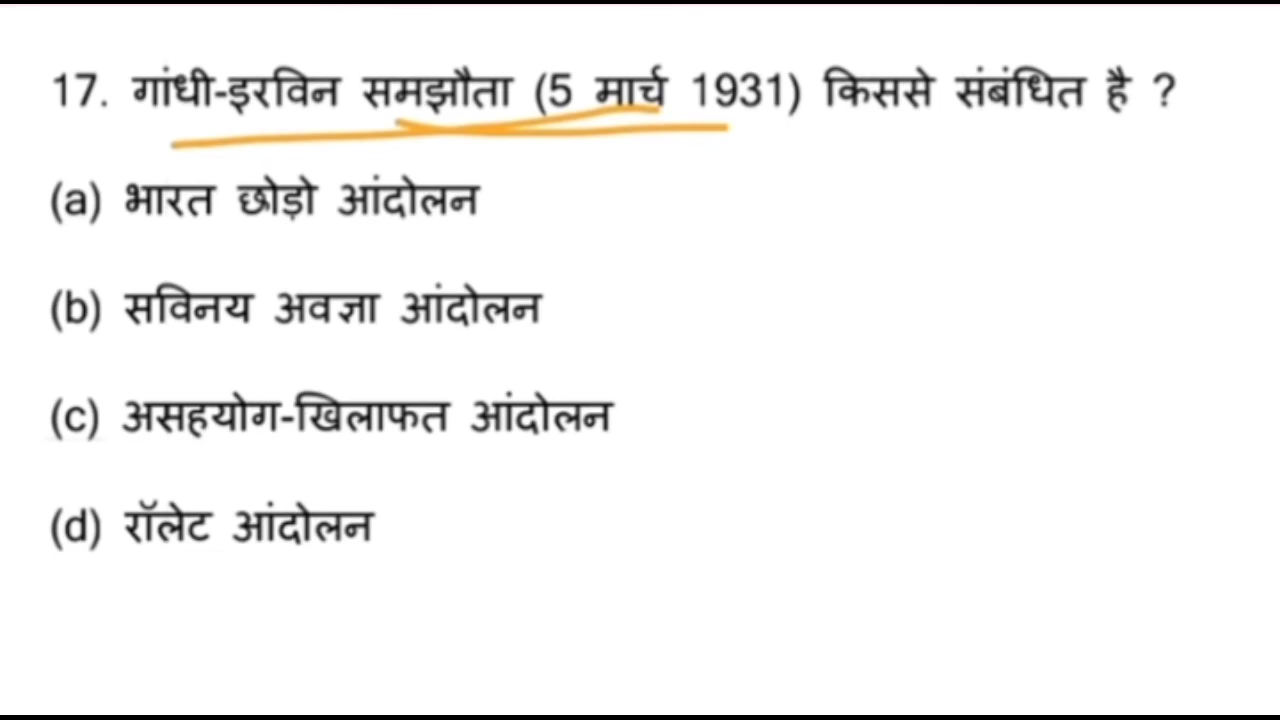 17. गांधी-इरविन समझौता (5 मार्च 1931) किससे संबंधित है ?
(a) भारत छोड़ो आंदोलन
(b) सविनय अवज्ञा आंदोलन
(c) असहयोग-खिलाफत आंदोलन
(d) रॉलेट आंदोलन